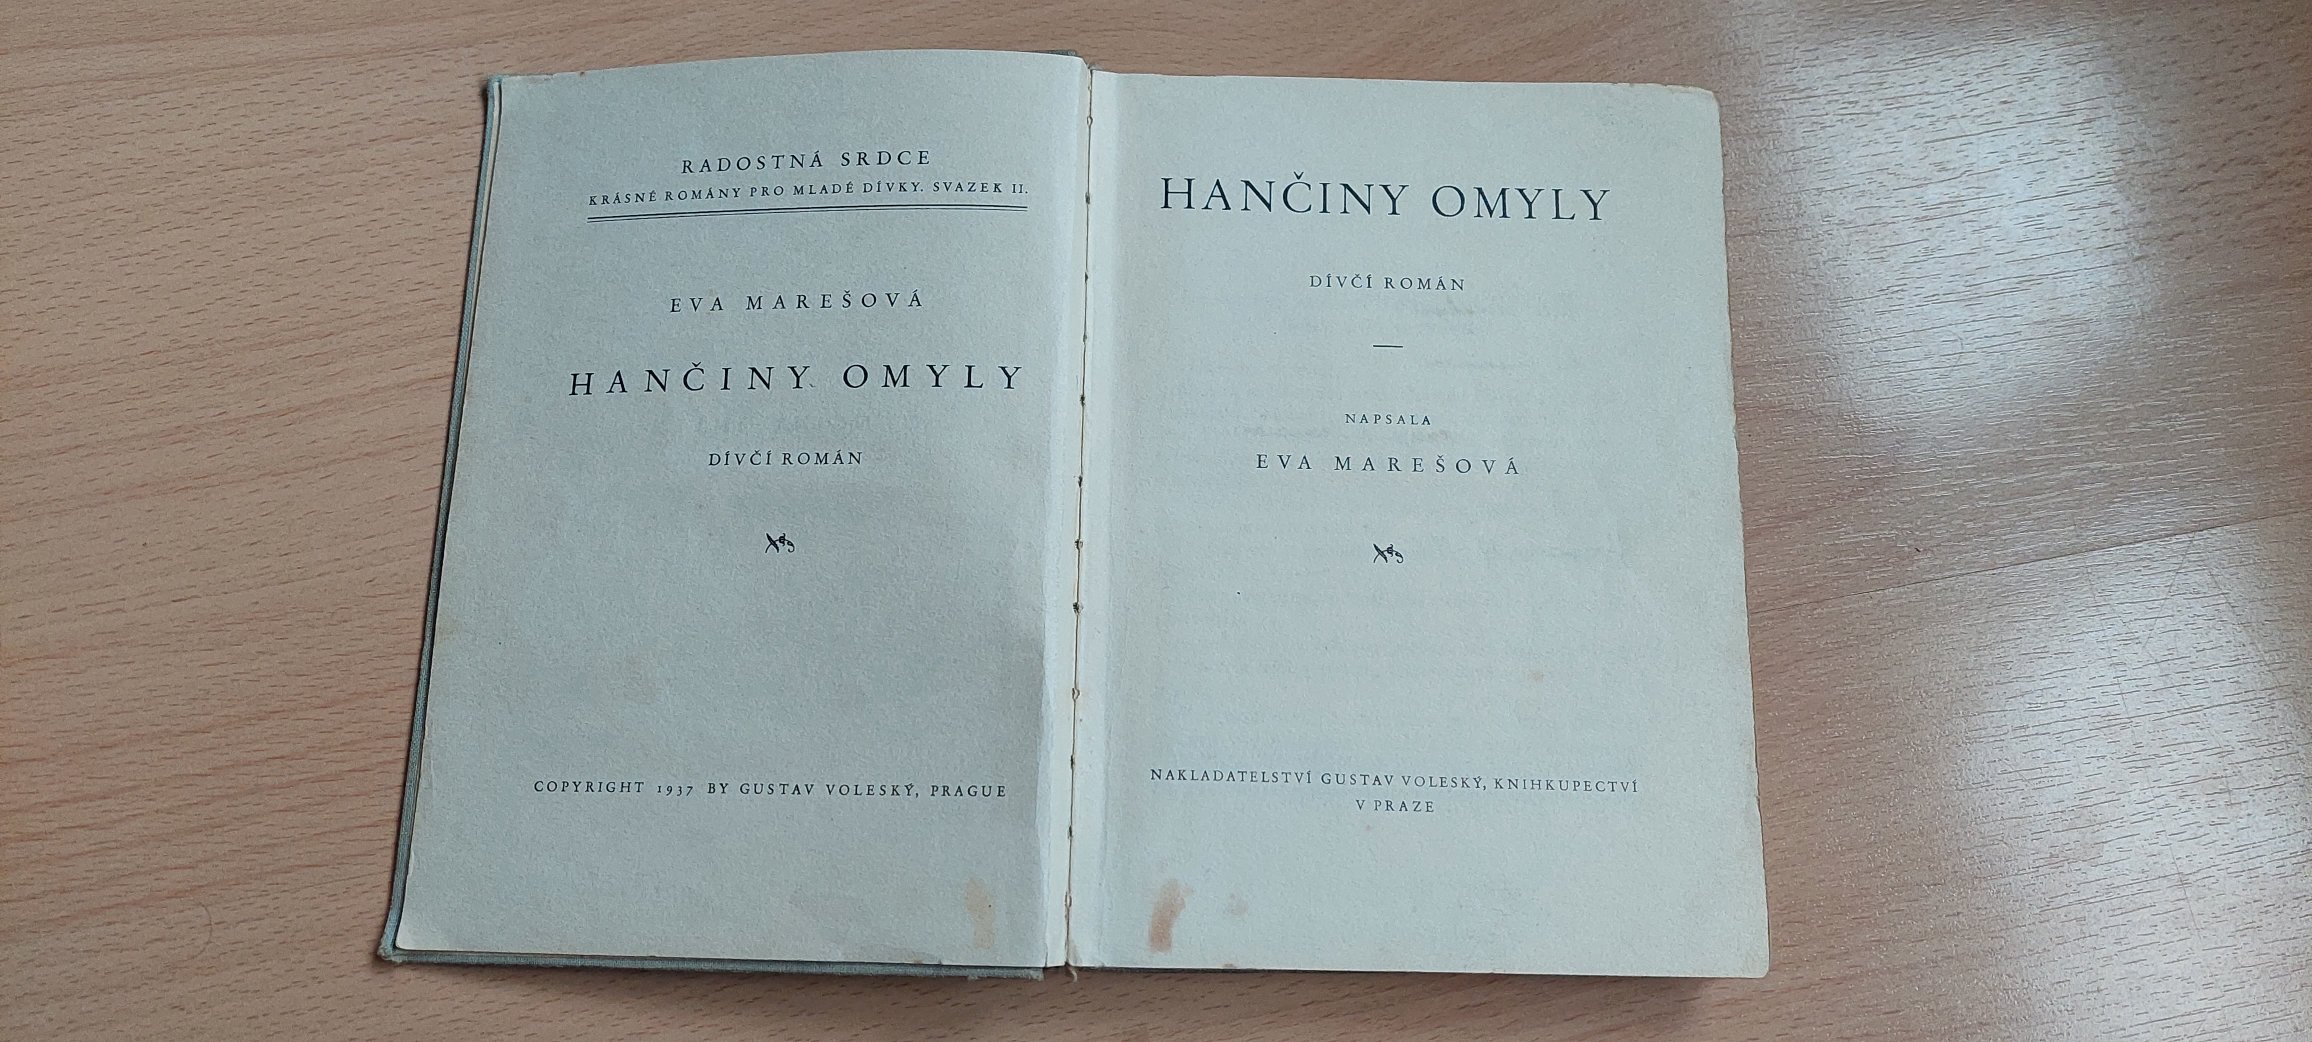 RADOSTNÁ SRDCE
KRÁSNÉ ROMÁNY PRO MLADÉ DÍVKY. SVAZEK II.
EVA MAREŠOVÁ
HANČINY OMYLY
DÍVČÍ ROMÁN
COPYRIGHT 1937 BY GUSTAV VOLESKÝ, PRAGUE
HANČINY OMYLY
DÍVČÍ ROMÁN
NAPSALA
EVA MAREŠOVÁ
NAKLADATELSTVÍ GUSTAV VOLESKÝ, KNIHKUPECTVÍ
V PRAZE